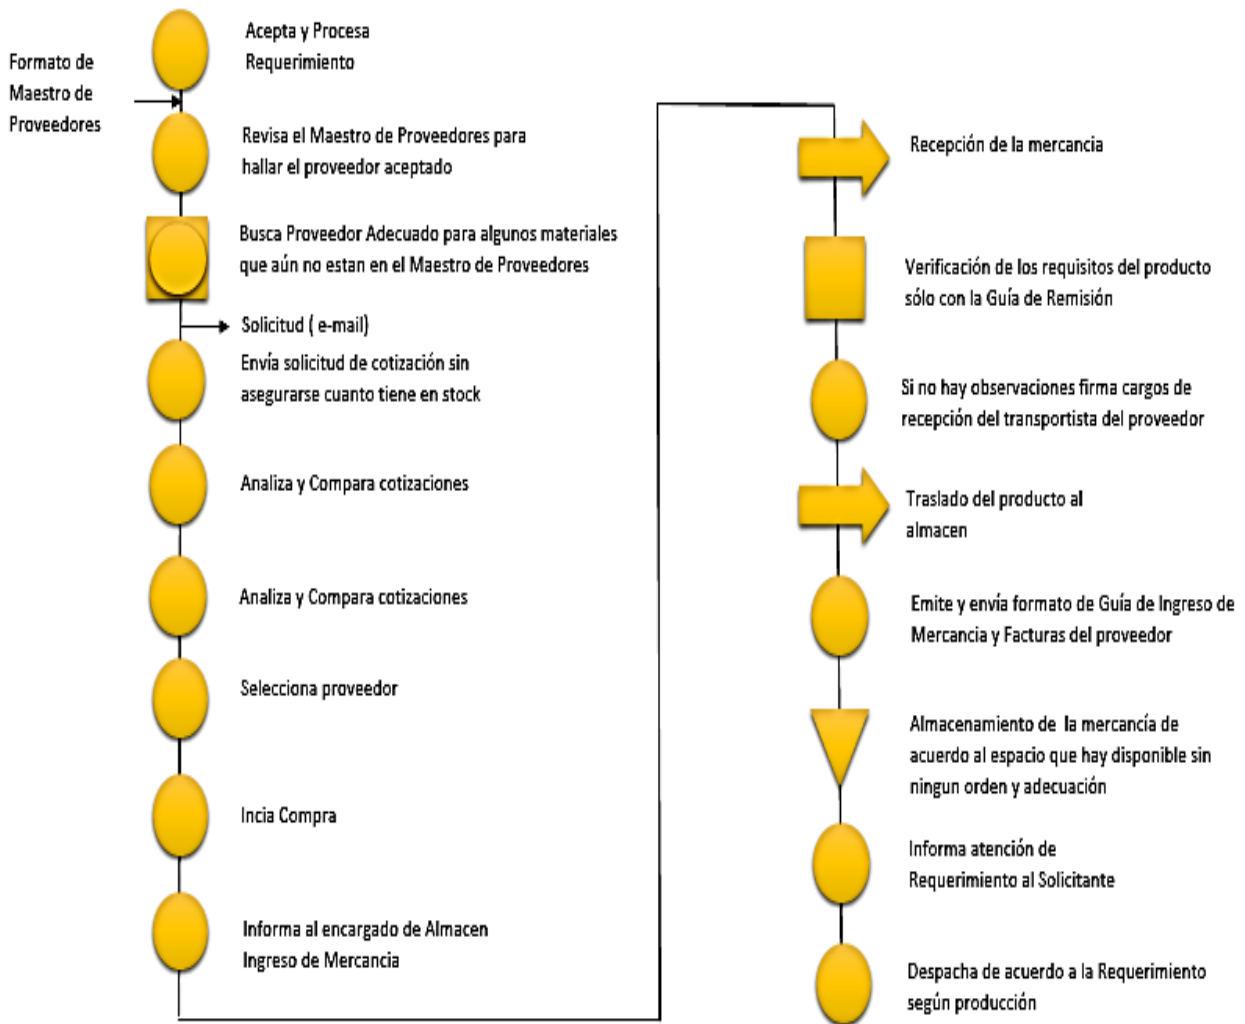 Acepta y Procesa
Requerimiento
Formato de
Maestro de
Proveedores
Revisa el Maestro de Proveedores para
hallar el proveedor aceptado
Busca Proveedor Adecuado para algunos materiales
que aún no estan en el Maestro de Proveedores
Solicitud ( e-mail)
Envía solicitud de cotización sin
asegurarse cuanto tiene en stock
Analiza y Compara cotizaciones
Analiza y Compara cotizaciones
Selecciona proveedor
Incia Compra
Informa al encargado de Almacen
Ingreso de Mercancia
Recepción de la mercancia
Verificación de los requisitos del producto
sólo con la Guía de Remisión
Si no hay observaciones firma cargos de
recepción del transportista del proveedor
Traslado del producto al
almacen
Emite y envía formato de Guía de Ingreso de
Mercancia y Facturas del proveedor
Almacenamiento de la mercancía de
acuerdo al espacio que hay disponible sin
ningun orden y adecuación
Informa atención de
Requerimiento al Solicitante
Despacha de acuerdo a la Requerimiento
según producción